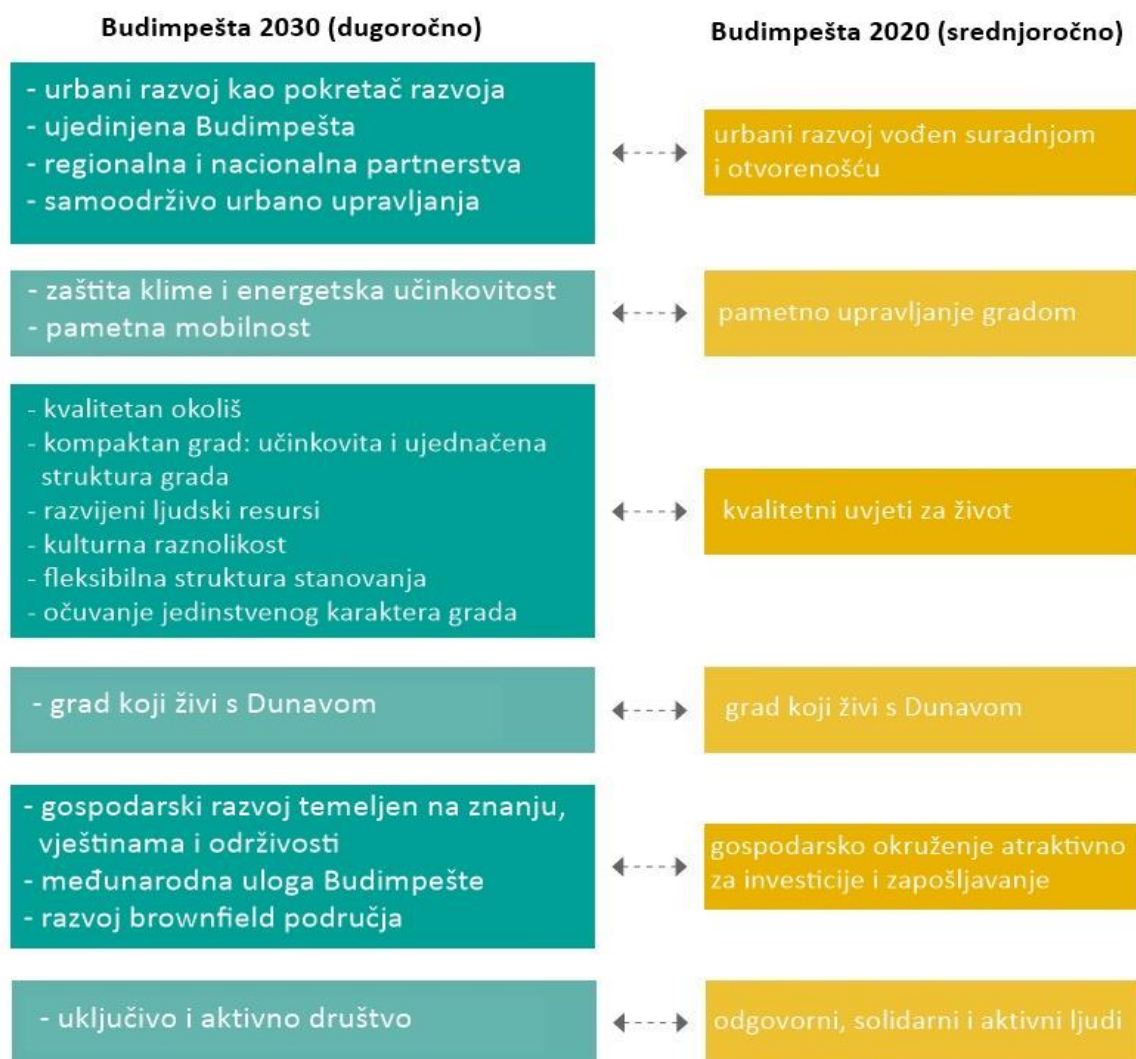 Budimpešta 2030 (dugoročno)
Budimpešta 2020 (srednjoročno)
- urbani razvoj kao pokretač razvoja
- ujedinjena Budimpešta
- regionalna i nacionalna partnerstva
- samoodrživo urbano upravljanja
urbani razvoj vođen suradnjom
i otvorenošću
- zaštita klime i energetska učinkovitost
- pametna mobilnost
pametno upravljanje gradom
- kvalitetan okoliš
- kompaktan grad: učinkovita i ujednačena
struktura grada
- razvijeni ljudski resursi
- kulturna raznolikost
- fleksibilna struktura stanovanja
- očuvanje jedinstvenog karaktera grada
kvalitetni uvjeti za život
- grad koji živi s Dunavom
grad koji živi s Dunavom
- gospodarski razvoj temeljen na znanju,
vještinama i održivosti
- međunarodna uloga Budimpešte
- razvoj brownfield područja
gospodarsko okruženje atraktivno
za investicije i zapošljavanje
- uključivo i aktivno društvo
odgovorni, solidarni i aktivni ljudi